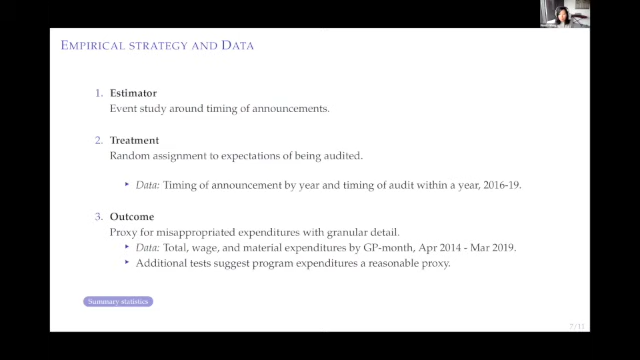 EMPIRICAL STRATEGY AND DATA
1. Estimator
Event study around timing of announcements.
2. Treatment
Random assignment to expectations of being audited.
▸ Data: Timing of announcement by year and timing of audit within a year, 2016-19.
3. Outcome
Proxy for misappropriated expenditures with granular detail.
▸ Data: Total, wage, and material expenditures by GP-month, Apr 2014 - Mar 2019.
▸ Additional tests suggest program expenditures a reasonable proxy.
Summary statistics
7/11